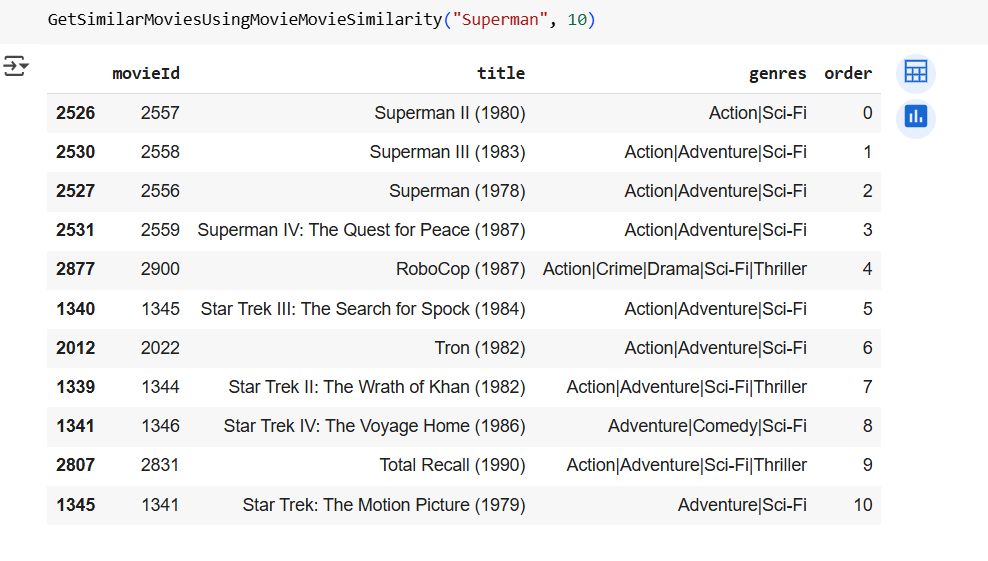 GetSimilarMoviesUsingMovieMovieSimilarity("Superman", 10)
movieId title genres order
2526 2557 Superman II (1980) Action|Sci-Fi 0
2530 2558 Superman III (1983) Action|Adventure|Sci-Fi 1
2527 2556 Superman (1978) Action|Adventure|Sci-Fi 2
2531 2559 Superman IV: The Quest for Peace (1987) Action|Adventure|Sci-Fi 3
2877 2900 RoboCop (1987) Action|Crime|Drama|Sci-Fi|Thriller 4
1340 1345 Star Trek III: The Search for Spock (1984) Action|Adventure|Sci-Fi 5
2012 2022 Tron (1982) Action|Adventure|Sci-Fi 6
1339 1344 Star Trek II: The Wrath of Khan (1982) Action|Adventure|Sci-Fi|Thriller 7
1341 1346 Star Trek IV: The Voyage Home (1986) Adventure|Comedy|Sci-Fi 8
2807 2831 Total Recall (1990) Action|Adventure|Sci-Fi|Thriller 9
1345 1341 Star Trek: The Motion Picture (1979) Adventure|Sci-Fi 10